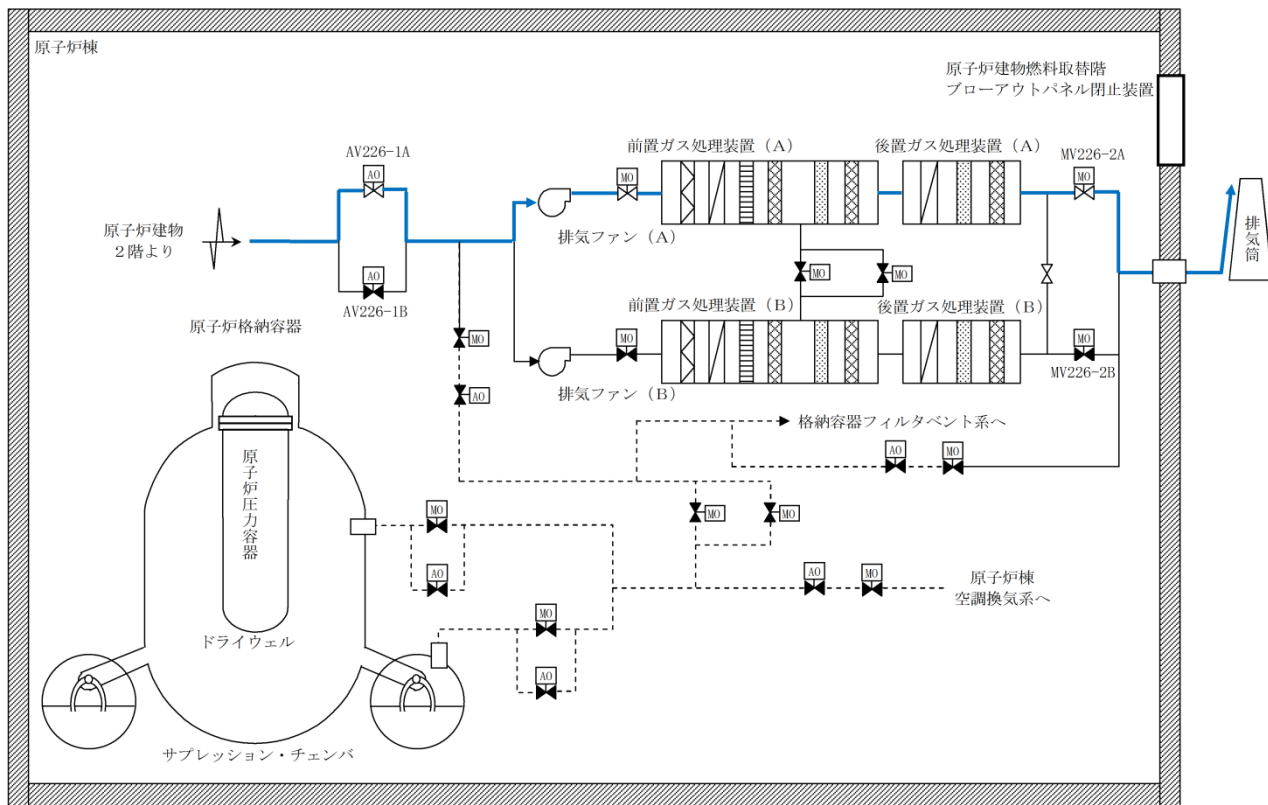 原子炉棟
原子炉建物燃料取替階
ブローアウトパネル閉止装置
AV226-1A
AO
前置ガス処理装置（A）
後置ガス処理装置（A）
MV226-2A
MO
MO
原子炉建物
２階より
排気ファン（A）
排気筒
AO
AV226-1B
MO
MO
前置ガス処理装置（B）
後置ガス処理装置（B）
原子炉格納容器
MO
MO
MO
MV226-2B
AO
排気ファン（B）
格納容器フィルタベント系へ
AO
MO
原子炉圧力容器
MO
MO
MO
AO
AO
MO
原子炉棟
空調換気系へ
MO
ドライウェル
AO
サプレッション・チェンバ